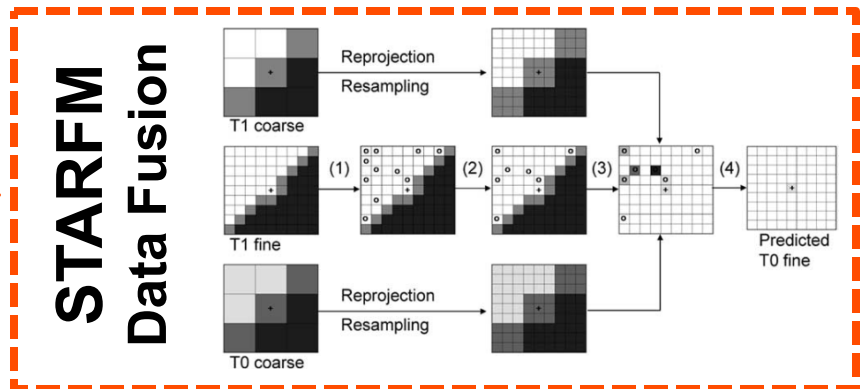 STARFM
Data Fusion
Reprojection
Resampling
T1 coarse
(1)
(2)
(3)
(4)
T1 fine
Predicted
T0 fine
Reprojection
Resampling
T0 coarse